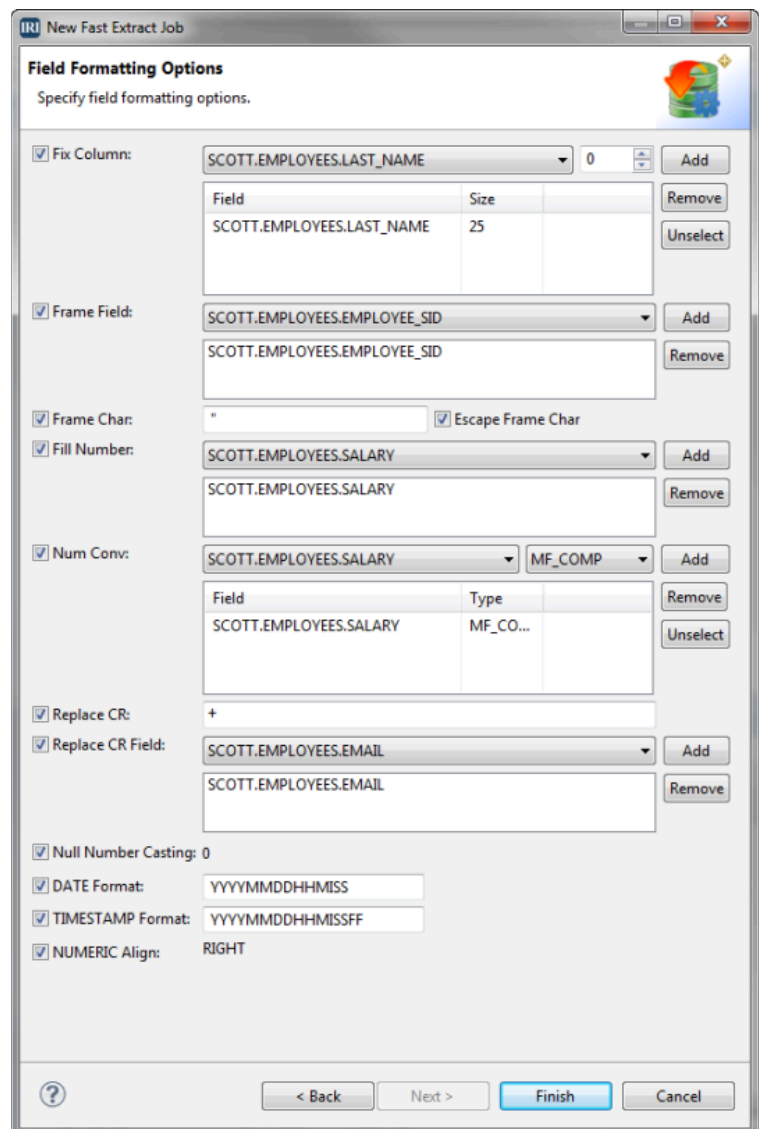 IRI New Fast Extract Job
Field Formatting Options
Specify field formatting options.
Fix Column: SCOTT.EMPLOYEES.LAST_NAME 0 Add
Field Size Remove
SCOTT.EMPLOYEES.LAST_NAME 25
Unselect
Frame Field: SCOTT.EMPLOYEES.EMPLOYEE_SID Add
SCOTT.EMPLOYEES.EMPLOYEE_SID Remove
Frame Char: " Escape Frame Char
Fill Number: SCOTT.EMPLOYEES.SALARY Add
SCOTT.EMPLOYEES.SALARY Remove
Num Conv: SCOTT.EMPLOYEES.SALARY MF_COMP Add
Field Type Remove
SCOTT.EMPLOYEES.SALARY MF_CO... Unselect
Replace CR: +
Replace CR Field: SCOTT.EMPLOYEES.EMAIL Add
SCOTT.EMPLOYEES.EMAIL Remove
Null Number Casting: 0
DATE Format: YYYYMMDDHHMISS
TIMESTAMP Format: YYYYMMDDHHMISSFF
NUMERIC Align: RIGHT
? < Back Next > Finish Cancel